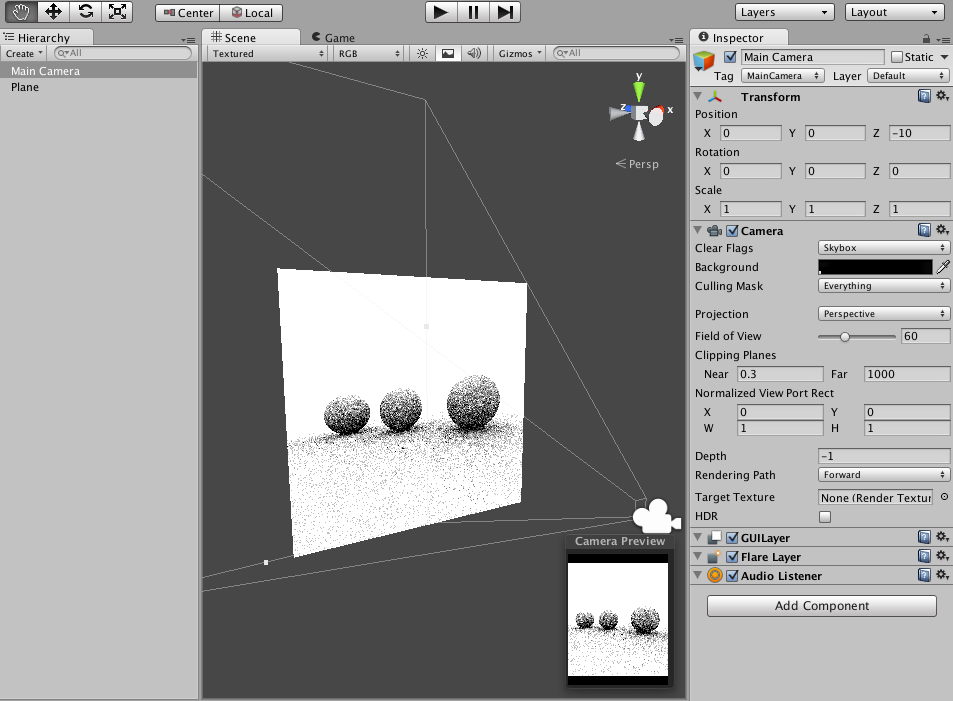 Center Local Layers Layout
Hierarchy
Create All
Main Camera
Plane
Scene Game
Textured RGB Gizmos All
y
z x
Persp
Camera Preview
Inspector
Main Camera Static
Tag MainCamera Layer Default
Transform
Position
X 0 Y 0 Z -10
Rotation
X 0 Y 0 Z 0
Scale
X 1 Y 1 Z 1
Camera
Clear Flags Skybox
Background
Culling Mask Everything
Projection Perspective
Field of View 60
Clipping Planes
Near 0.3 Far 1000
Normalized View Port Rect
X 0 Y 0
W 1 H 1
Depth -1
Rendering Path Forward
Target Texture None (Render Textur
HDR
GUILayer
Flare Layer
Audio Listener
Add Component